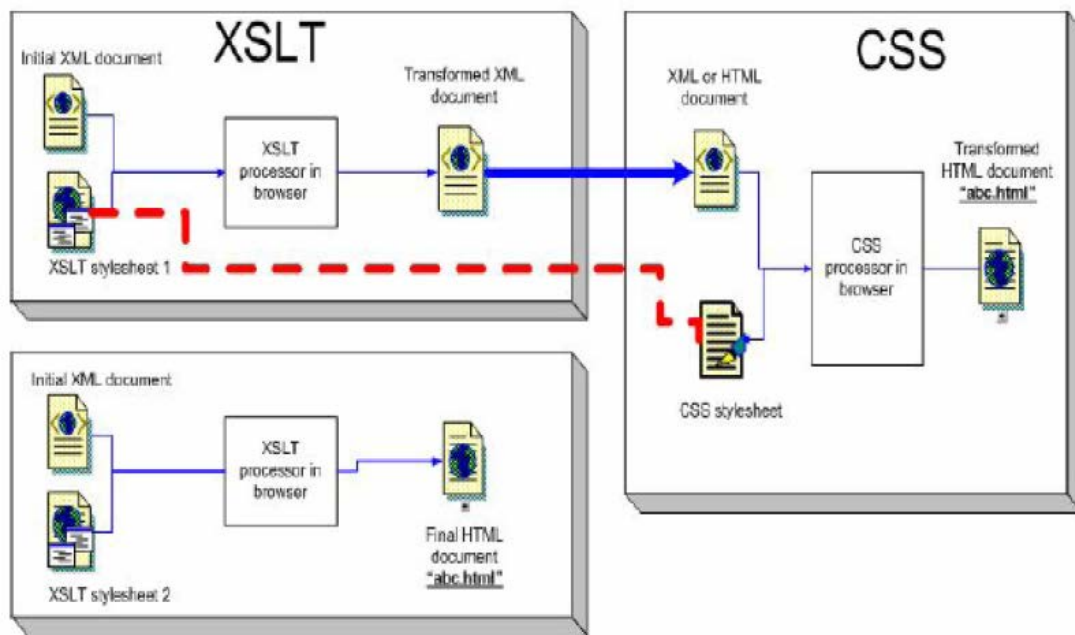 XSLT
Initial XML document
Transformed XML
document
XSLT
processor in
browser
XSLT stylesheet 1
CSS
XML or HTML
document
Transformed
HTML document
"abc.html"
CSS
processor in
browser
CSS stylesheet
Initial XML document
XSLT
processor in
browser
Final HTML
document
"abc.html"
XSLT stylesheet 2